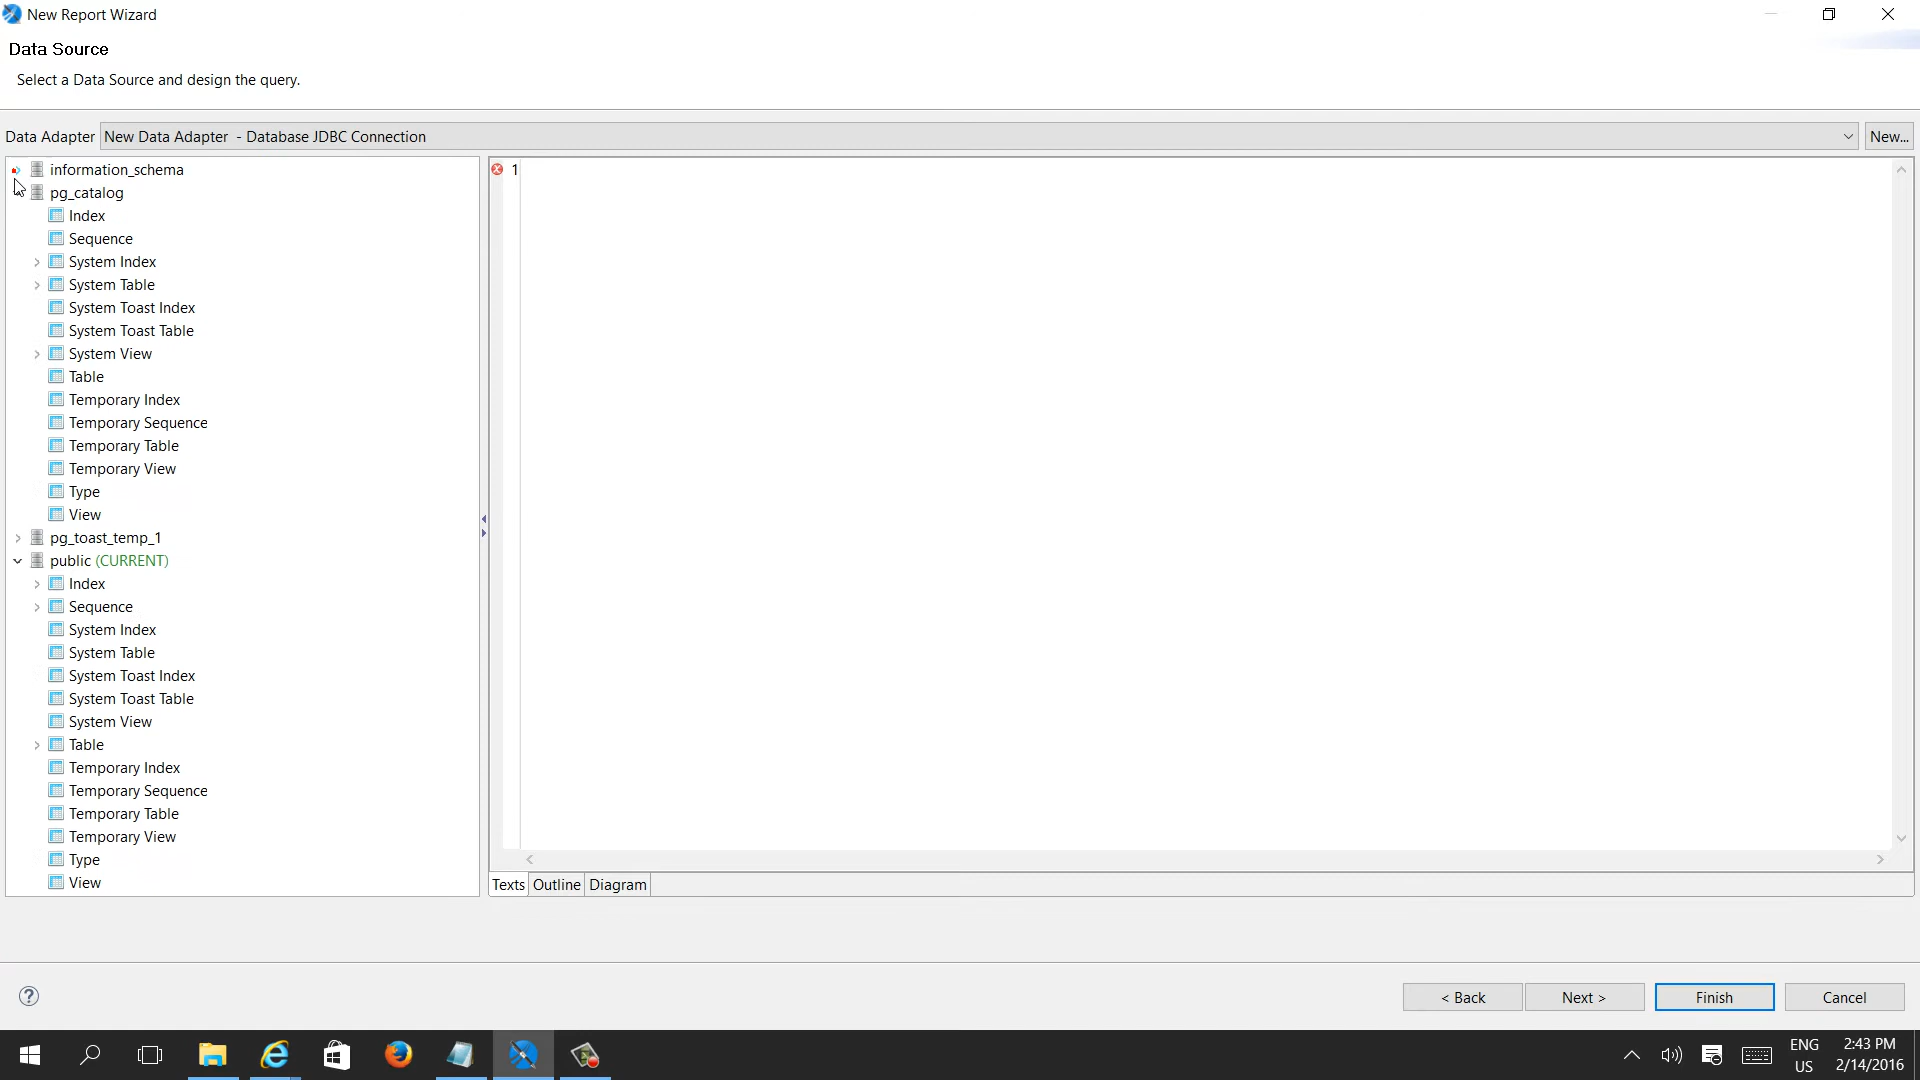 New Report Wizard
Data Source
Select a Data Source and design the query.
Data Adapter New Data Adapter - Database JDBC Connection New...
information_schema
pg_catalog
Index
Sequence
System Index
System Table
System Toast Index
System Toast Table
System View
Table
Temporary Index
Temporary Sequence
Temporary Table
Temporary View
Type
View
pg_toast_temp_1
public (CURRENT)
Index
Sequence
System Index
System Table
System Toast Index
System Toast Table
System View
Table
Temporary Index
Temporary Sequence
Temporary Table
Temporary View
Type
View
1
Texts Outline Diagram
< Back Next > Finish Cancel
ENG
US
2:43 PM
2/14/2016